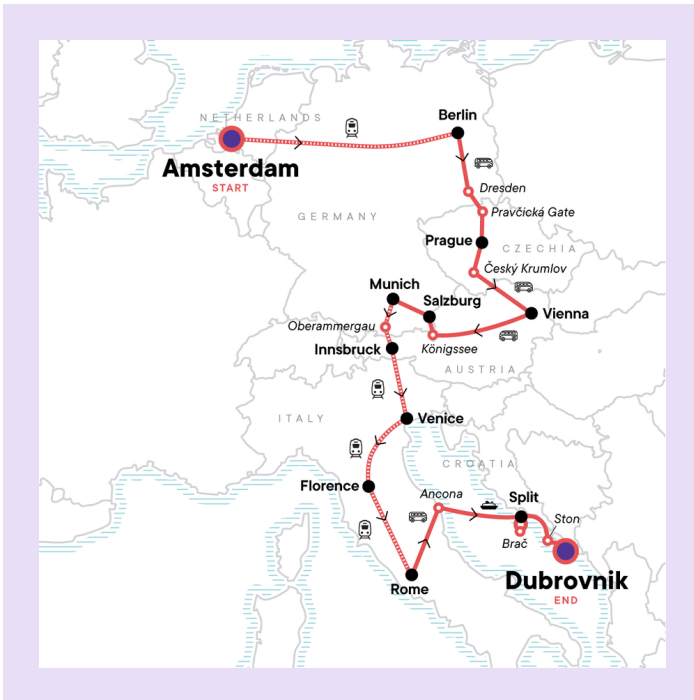 NETHERLANDS
Berlin
Amsterdam
START
Dresden
Pravčická Gate
GERMANY
Prague
CZECHIA
Český Krumlov
Munich
Salzburg
Vienna
Oberammergau
Innsbruck
Königssee
AUSTRIA
ITALY
Venice
CROATIA
Florence
Ancona
Split
Ston
Brač
Rome
Dubrovnik
END